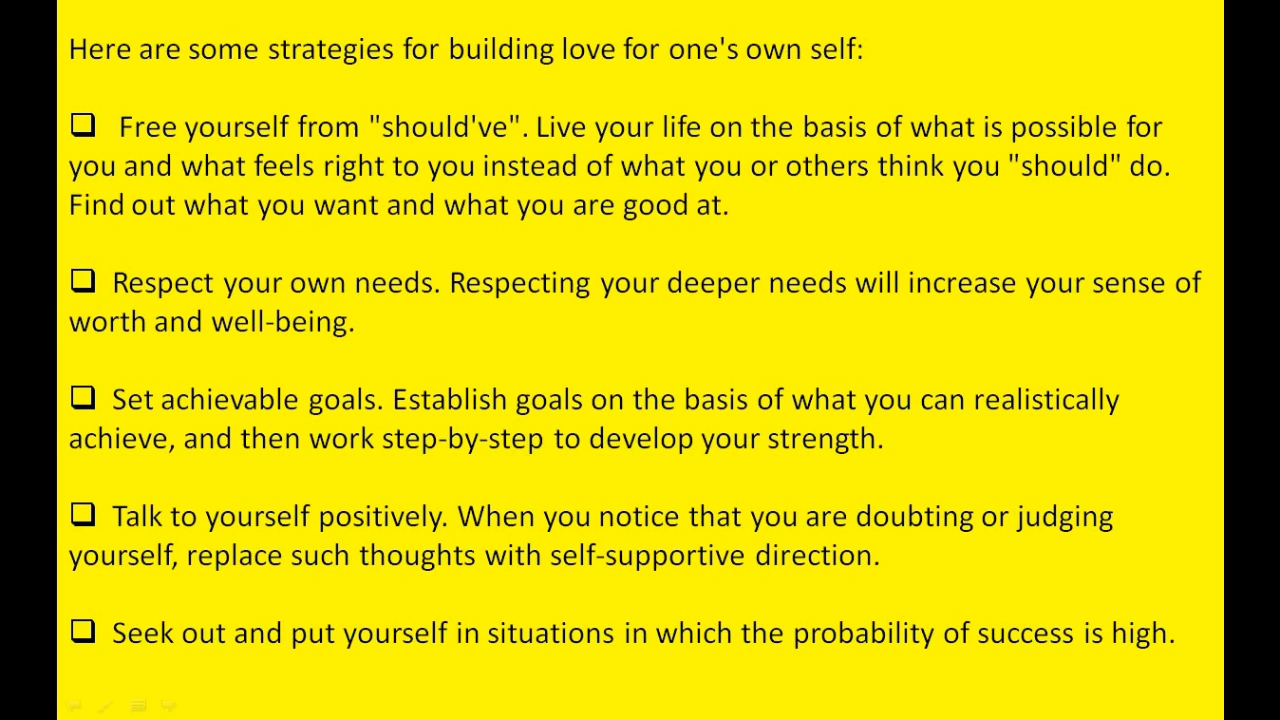 Here are some strategies for building love for one's own self:
❑ Free yourself from "should've". Live your life on the basis of what is possible for
you and what feels right to you instead of what you or others think you "should" do.
Find out what you want and what you are good at.
❑ Respect your own needs. Respecting your deeper needs will increase your sense of
worth and well-being.
❑ Set achievable goals. Establish goals on the basis of what you can realistically
achieve, and then work step-by-step to develop your strength.
❑ Talk to yourself positively. When you notice that you are doubting or judging
yourself, replace such thoughts with self-supportive direction.
❑ Seek out and put yourself in situations in which the probability of success is high.